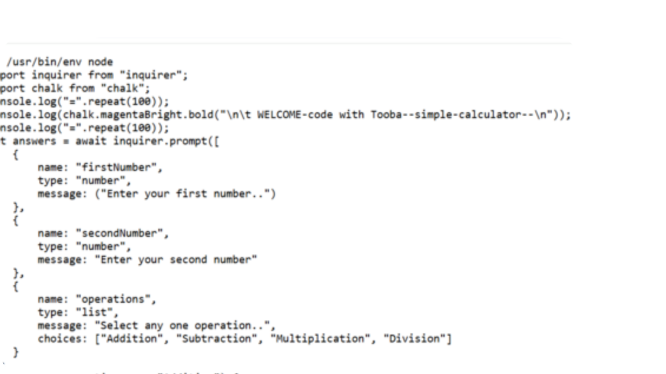 /usr/bin/env node
port inquirer from "inquirer";
port chalk from "chalk";
nsole.log("=".repeat(100));
nsole.log(chalk.magentaBright.bold("\n\t WELCOME-code with Tooba--simple-calculator--\n"));
nsole.log("=".repeat(100));
t answers = await inquirer.prompt([
{
name: "firstNumber",
type: "number",
message: ("Enter your first number..")
},
{
name: "secondNumber",
type: "number",
message: "Enter your second number"
},
{
name: "operations",
type: "list",
message: "Select any one operation..",
choices: ["Addition", "Subtraction", "Multiplication", "Division"]
}